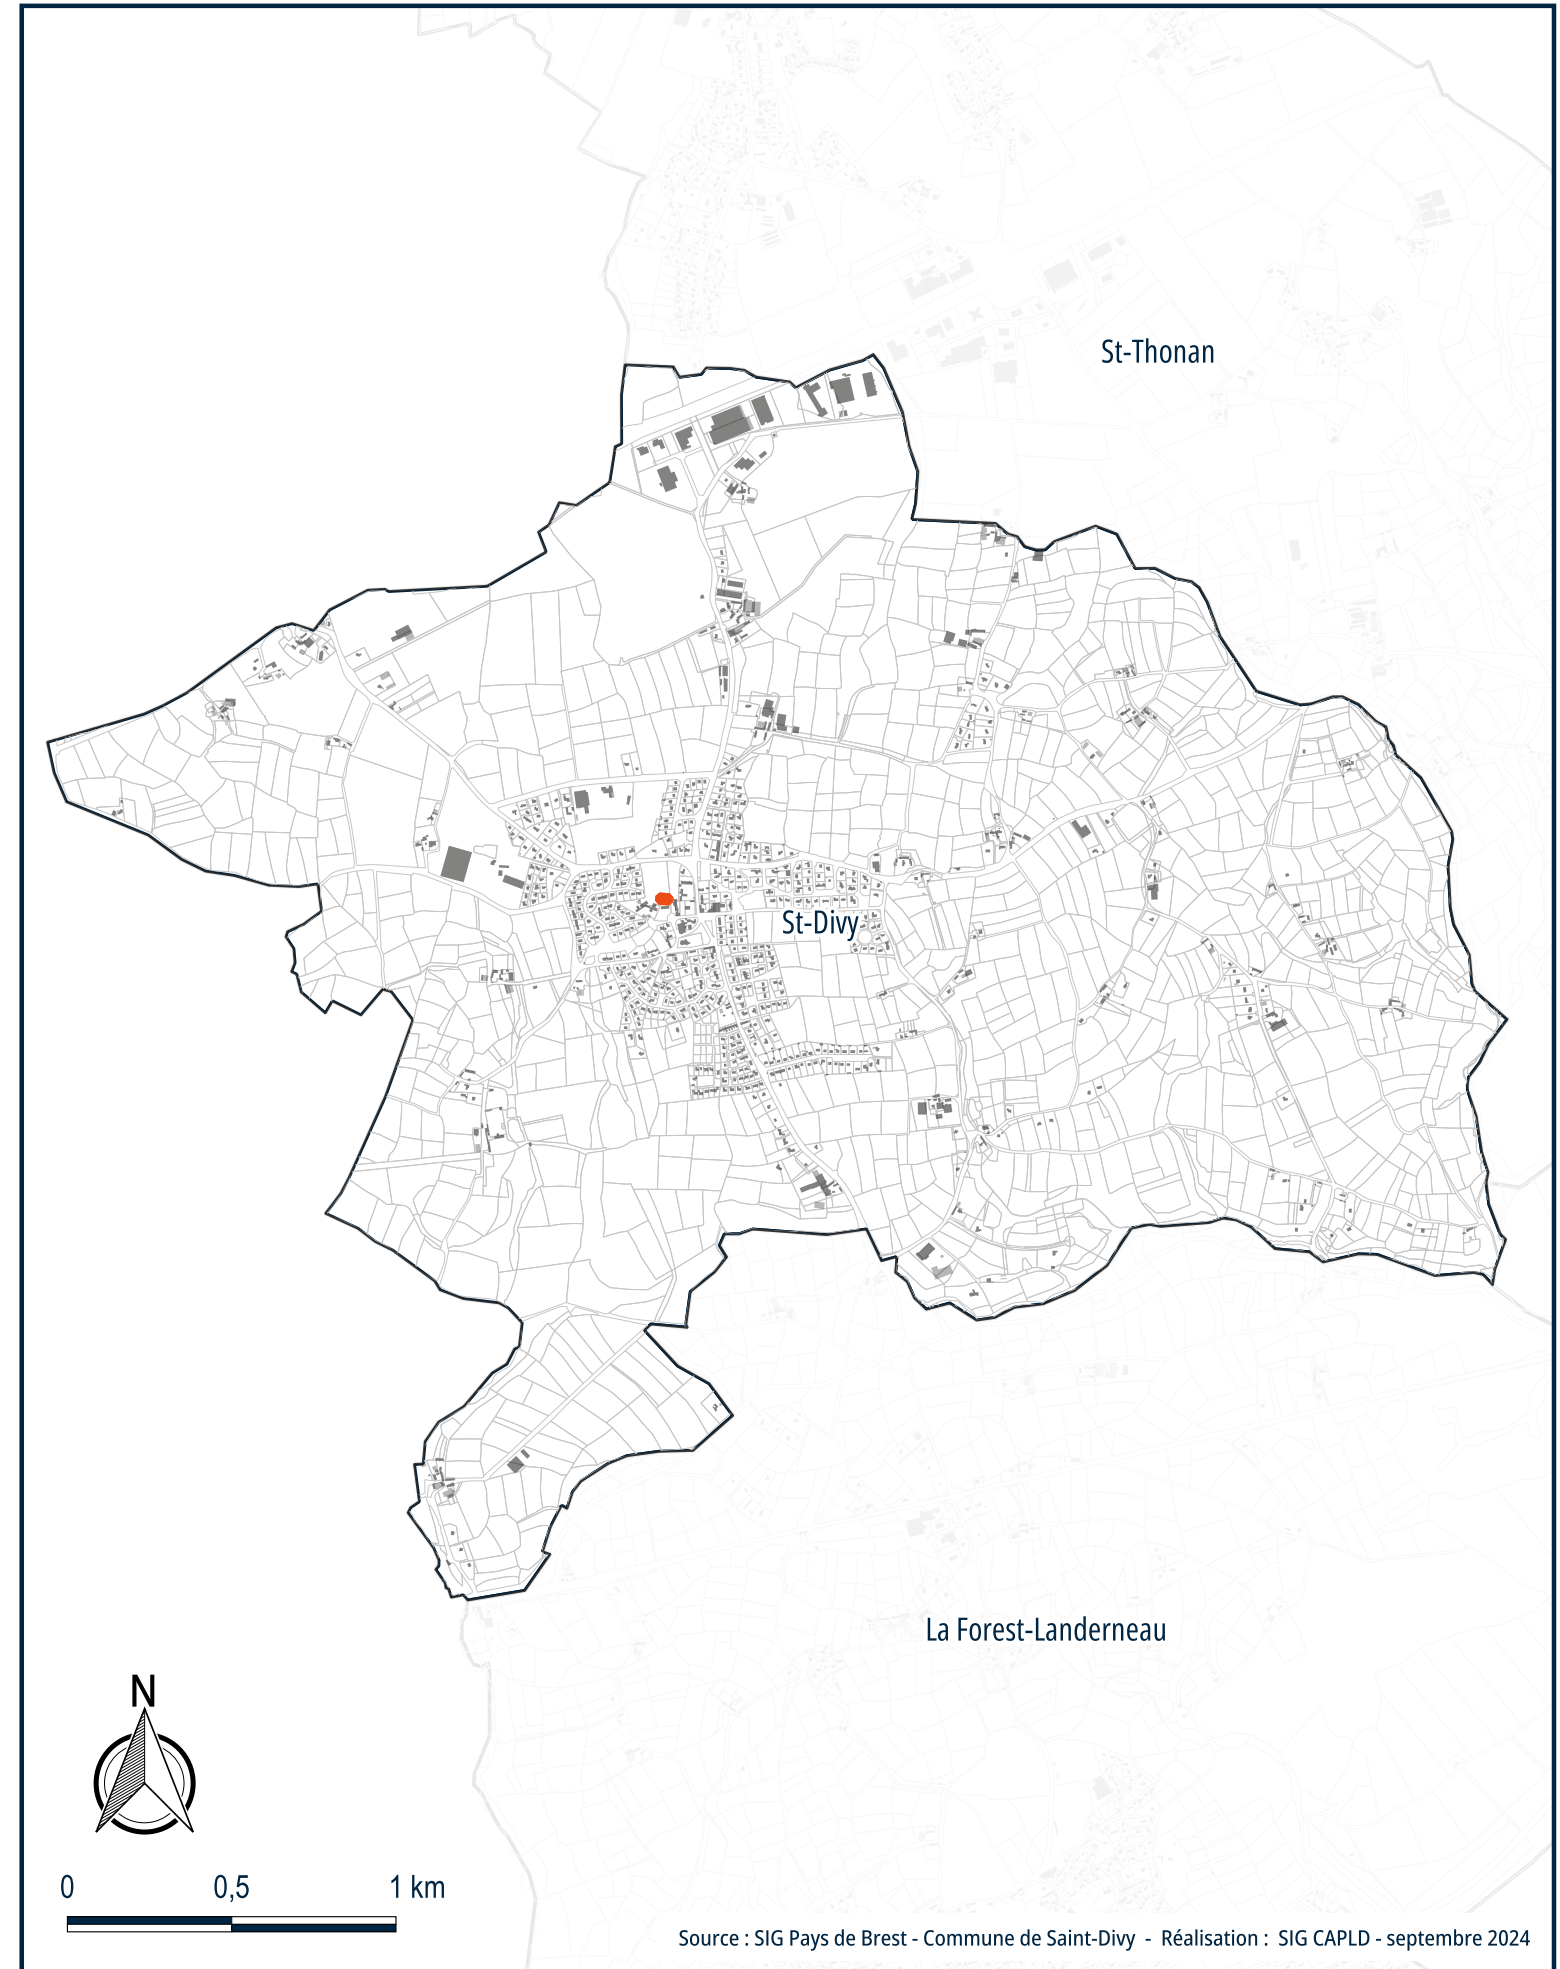 St-Thonan
St-Divy
La Forest-Landerneau
N
0 0,5 1 km
Source : SIG Pays de Brest - Commune de Saint-Divy - Réalisation : SIG CAPLD - septembre 2024